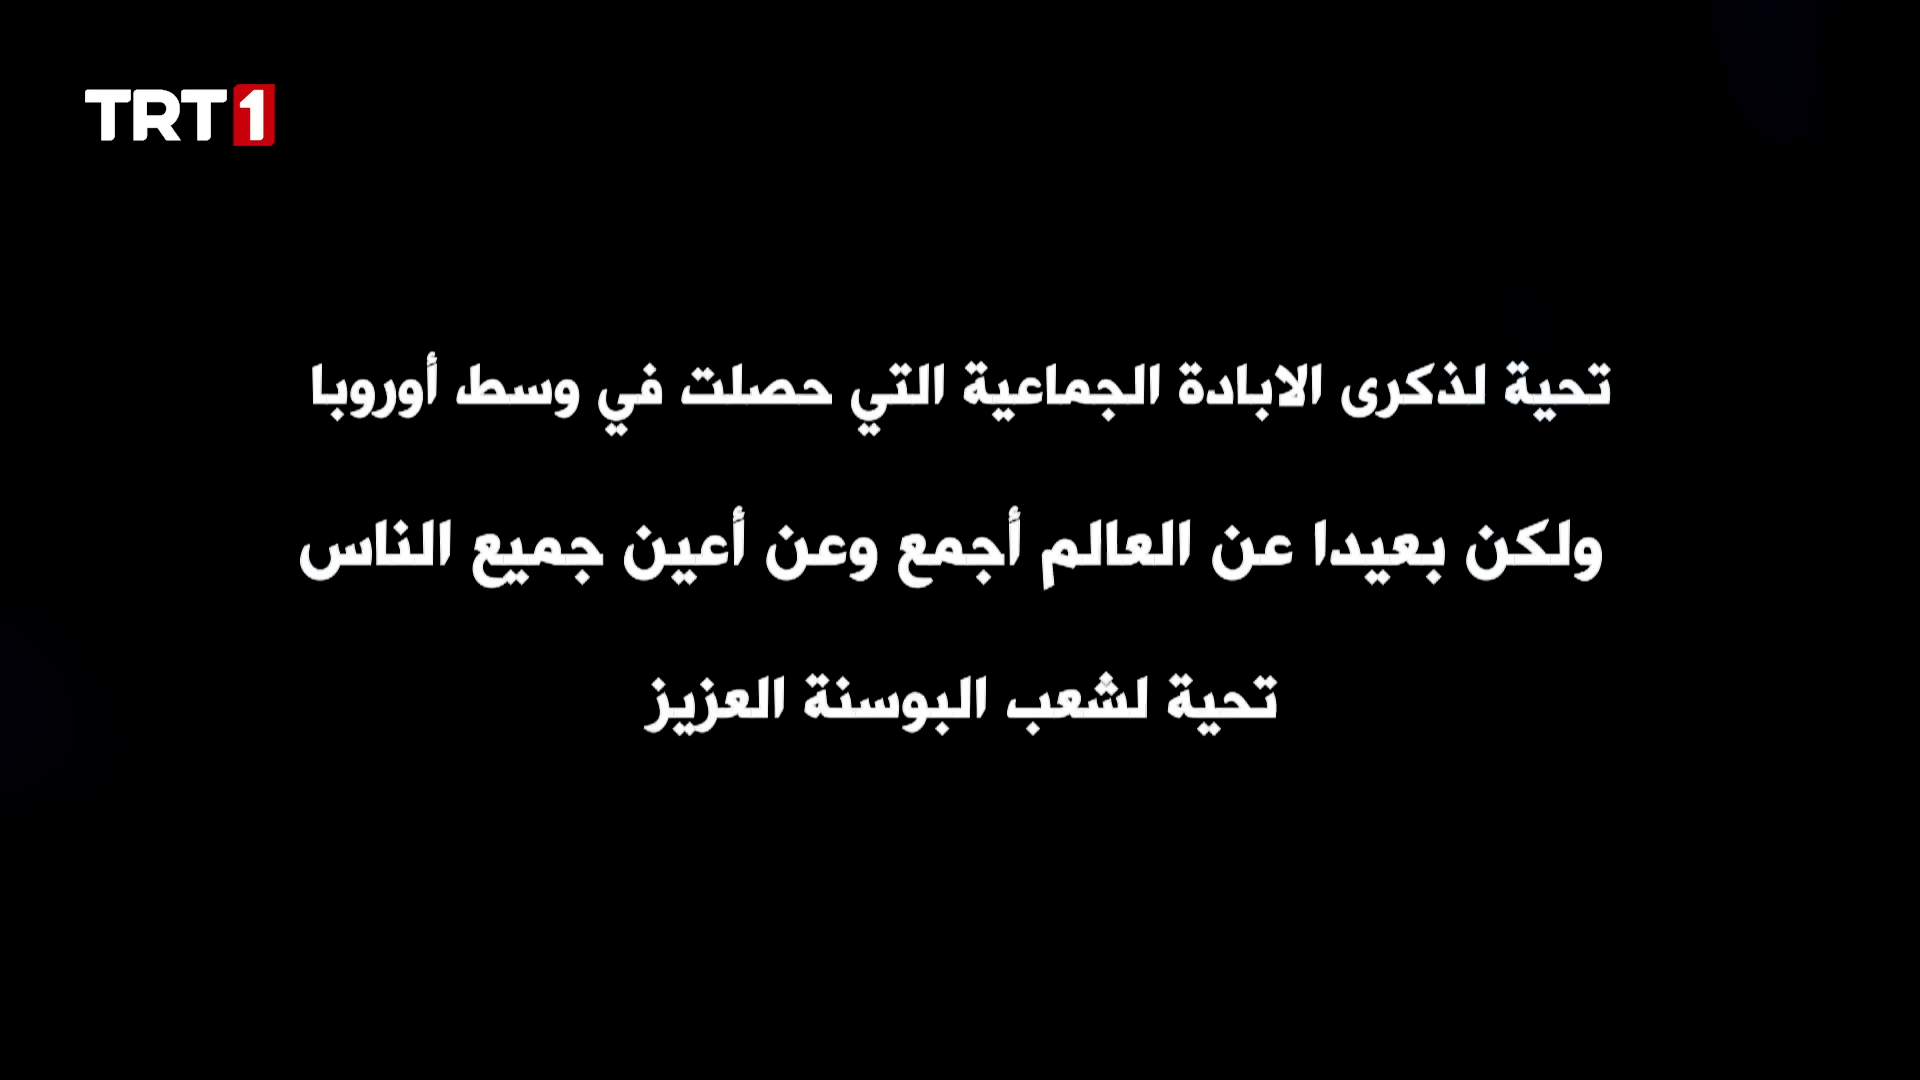 TRT1
تحية لذكرى الابادة الجماعية التي حصلت في وسط أوروبا
ولكن بعيدا عن العالم أجمع وعن أعين جميع الناس
تحية لشعب البوسنة العزيز